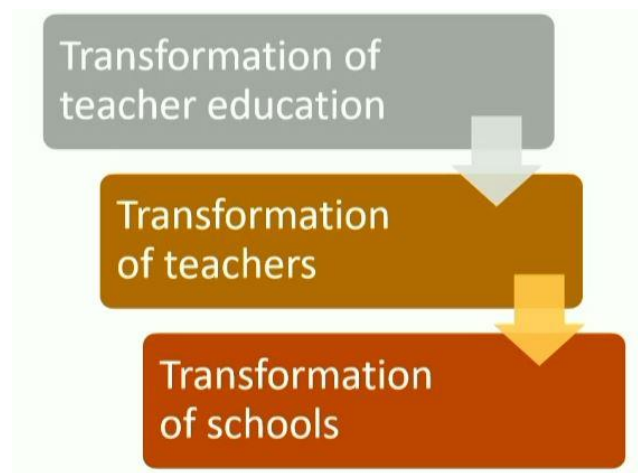 Transformation of
teacher education
Transformation
of teachers
Transformation
of schools